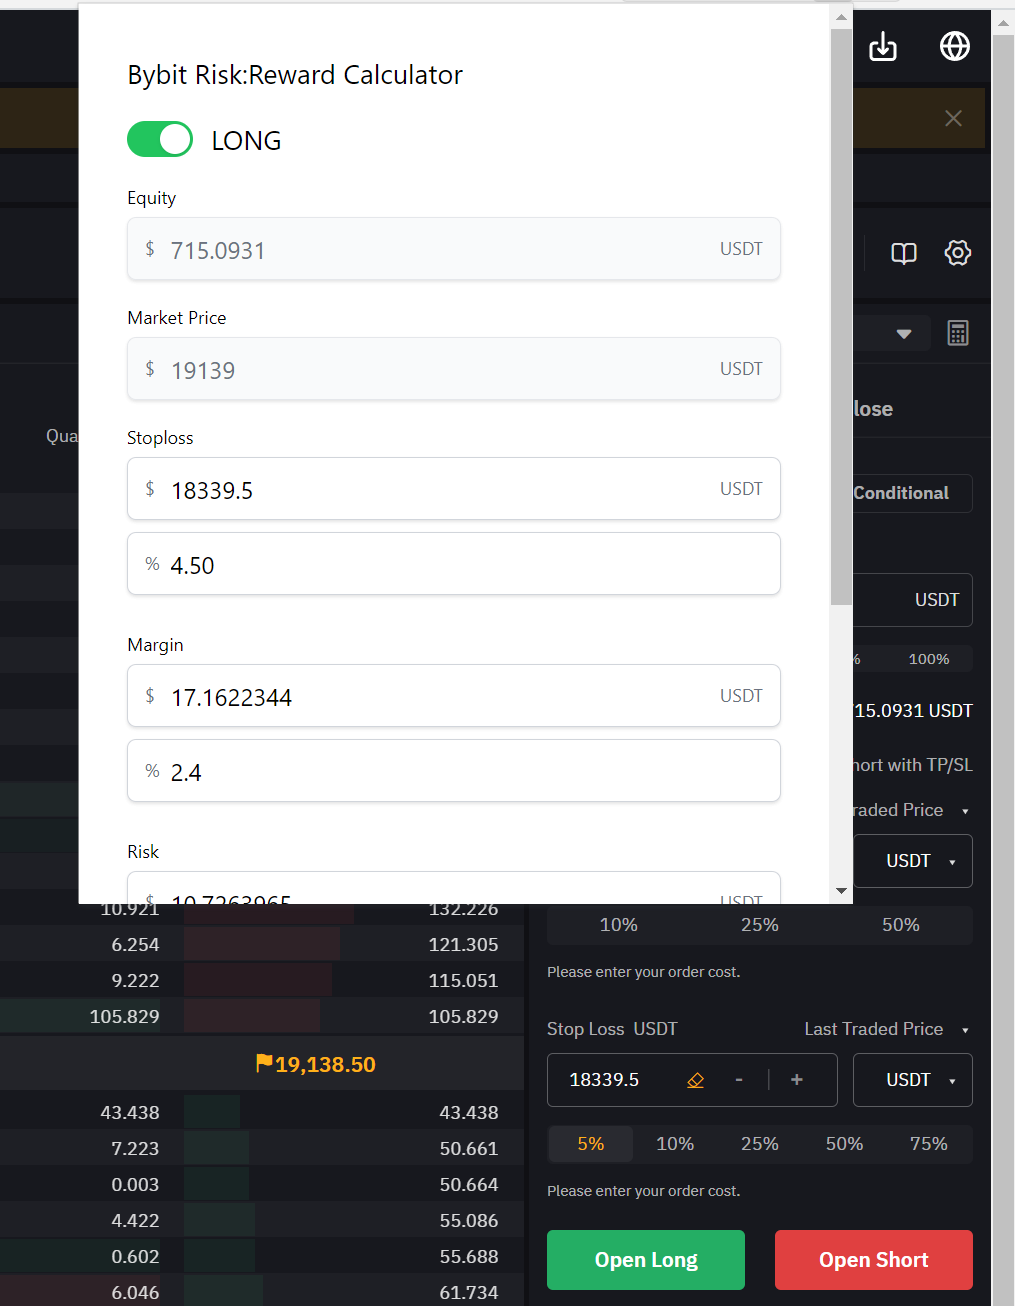 Bybit Risk:Reward Calculator
LONG
Equity
$ 715.0931 USDT
Market Price
$ 19139 USDT
lose
Qua
Stoploss
$ 18339.5 USDT
Conditional
% 4.50
USDT
Margin
% 100%
$ 17.1622344 USDT
715.0931 USDT
% 2.4
hort with TP/SL
raded Price
Risk
USDT
$ 10.7263965 USDT
10.921 132.226
10% 25% 50%
6.254 121.305
Please enter your order cost.
9.222 115.051
105.829 105.829
Stop Loss USDT Last Traded Price
19,138.50
18339.5 - + USDT
43.438 43.438
5% 10% 25% 50% 75%
7.223 50.661
0.003 50.664
Please enter your order cost.
4.422 55.086
0.602 55.688
Open Long Open Short
6.046 61.734